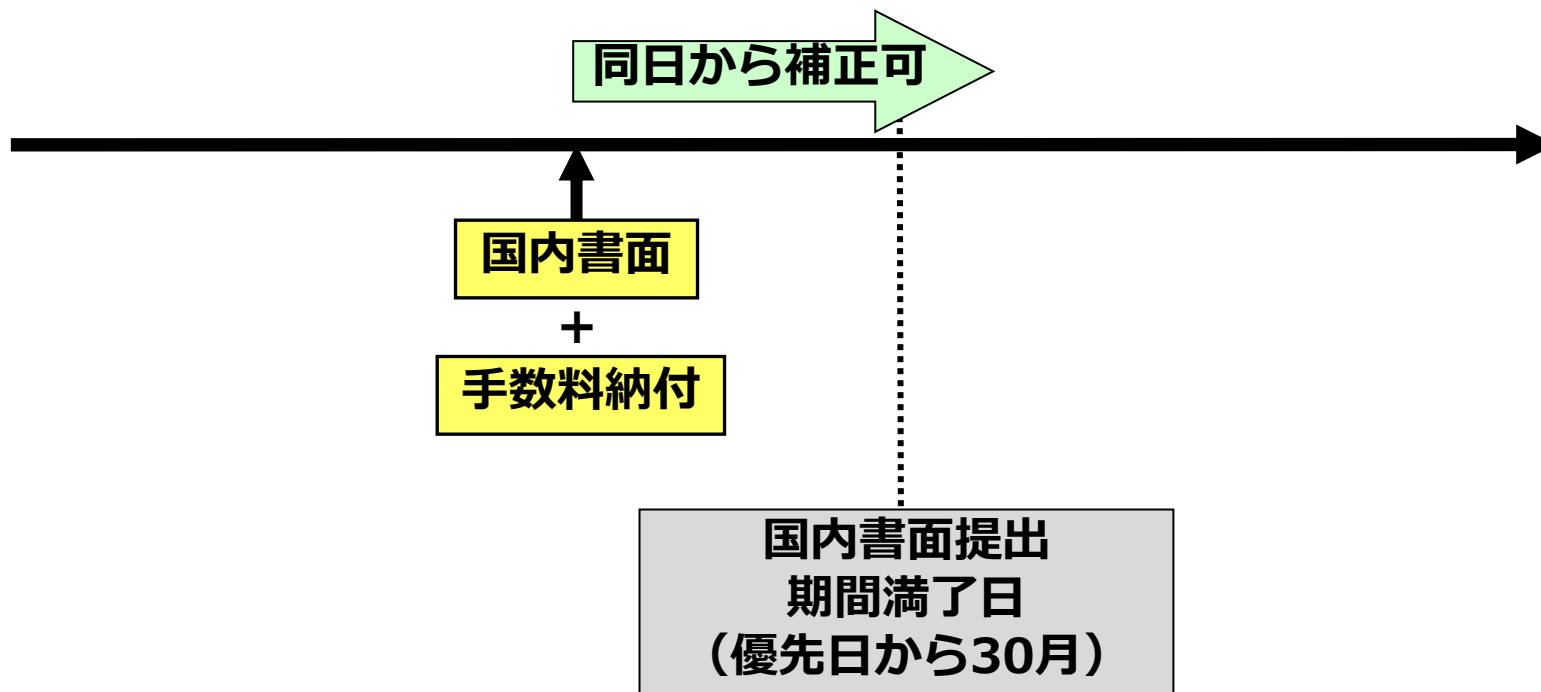 同日から補正可
国内書面
+
手数料納付
国内書面提出
期間満了日
（優先日から30月）